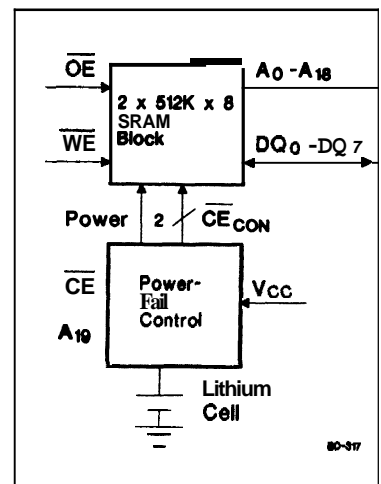 OE
A0 -A18
2 x 512K x 8
SRAM
Block
WE
DQ0 -DQ7
Power
2
CECON
CE
Power-
Fail
Control
VCC
A19
Lithium
Cell
BD-317